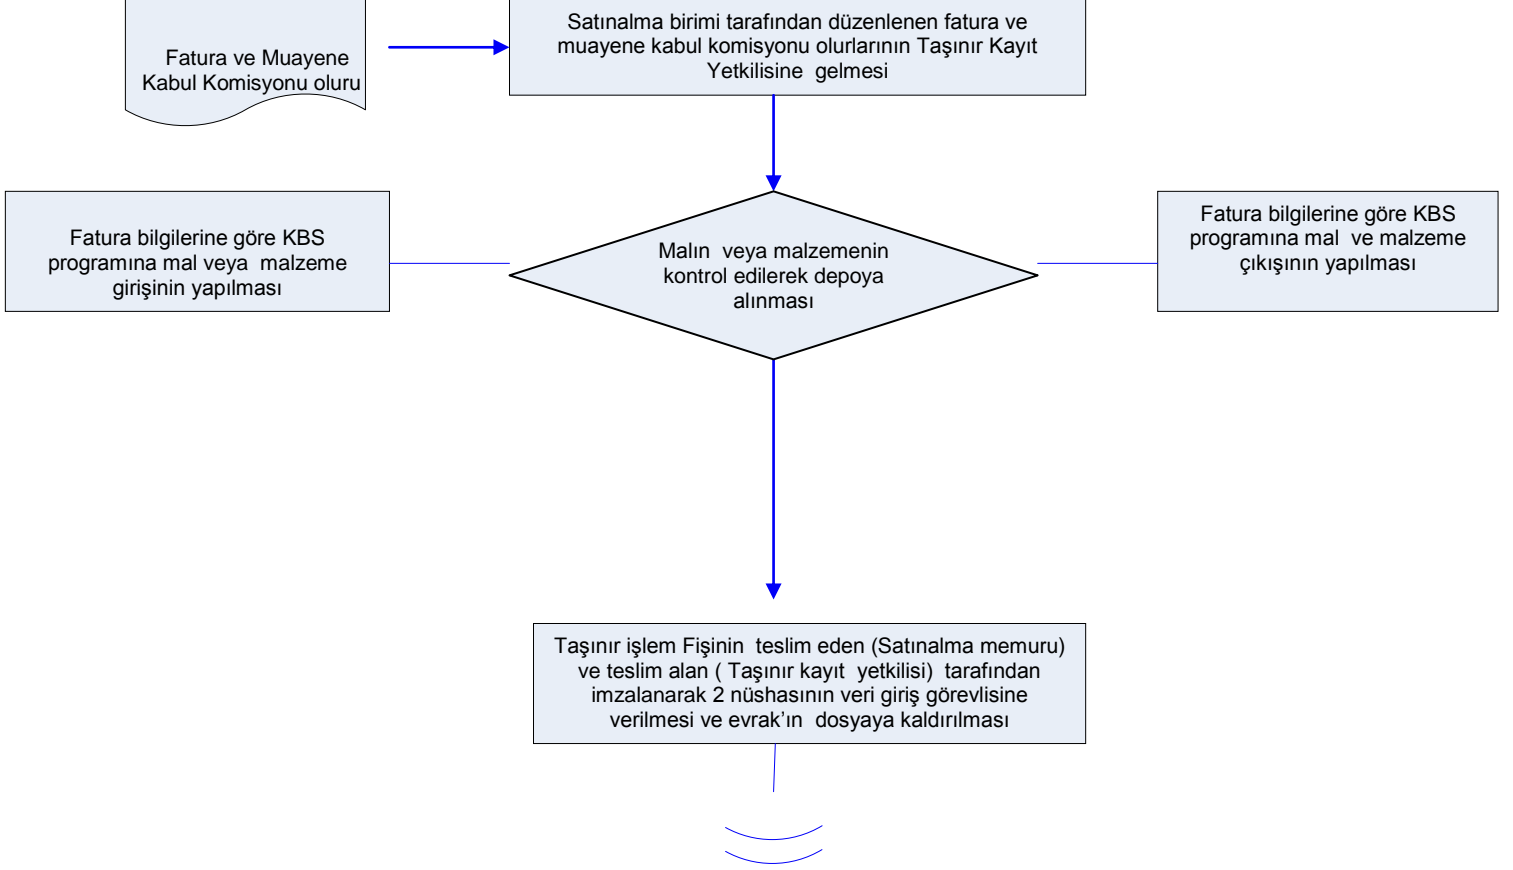 Fatura ve Muayene
Kabul Komisyonu oluru
Satınalma birimi tarafından düzenlenen fatura ve
muayene kabul komisyonu olurlarının Taşınır Kayıt
Yetkilisine gelmesi
Fatura bilgilerine göre KBS
programına mal veya malzeme
girişinin yapılması
Malın veya malzemenin
kontrol edilerek depoya
alınması
Fatura bilgilerine göre KBS
programına mal ve malzeme
çıkışının yapılması
Taşınır işlem Fişinin teslim eden (Satınalma memuru)
ve teslim alan ( Taşınır kayıt yetkilisi) tarafından
imzalanarak 2 nüshasının veri giriş görevlisine
verilmesi ve evrak’ın dosyaya kaldırılması